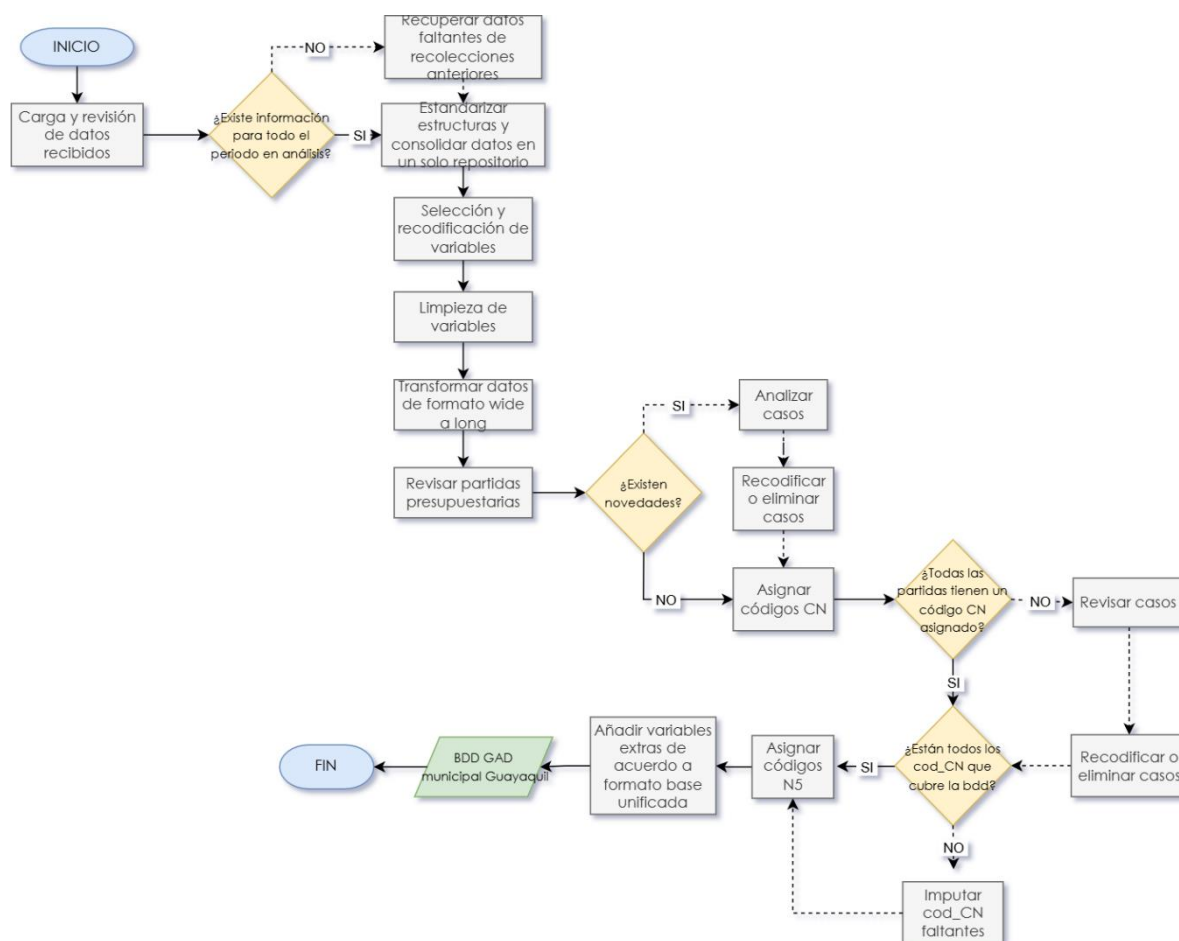 INICIO
Carga y revisión
de datos
recibidos
¿Existe información
para todo el
periodo en análisis?
NO
Recuperar datos
faltantes de
recolecciones
anteriores
SI
Estandarizar
estructuras y
consolidar datos en
un solo repositorio
Selección y
recodificación de
variables
Limpieza de
variables
Transformar datos
de formato wide
a long
Revisar partidas
presupuestarias
¿Existen
novedades?
SI
Analizar
casos
Recodificar
o eliminar
casos
NO
Asignar
códigos CN
¿Todas las
partidas tienen un
código CN
asignado?
NO
Revisar casos
Recodificar o
eliminar casos
SI
¿Están todos los
cod_CN que
cubre la bdd?
NO
Imputar
cod_CN
faltantes
SI
Asignar
códigos
N5
Añadir variables
extras de
acuerdo a
formato base
unificada
BDD GAD
municipal Guayaquil
FIN